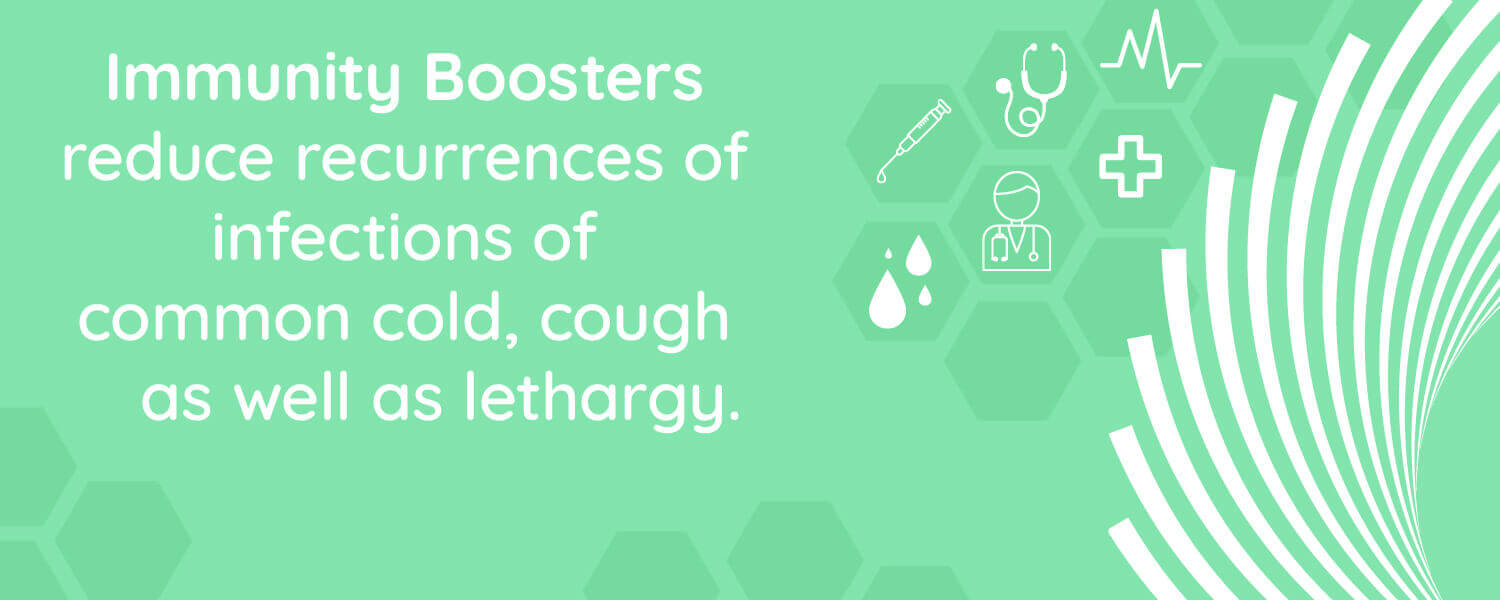 Immunity Boosters
reduce recurrences of
infections of
common cold, cough
as well as lethargy.